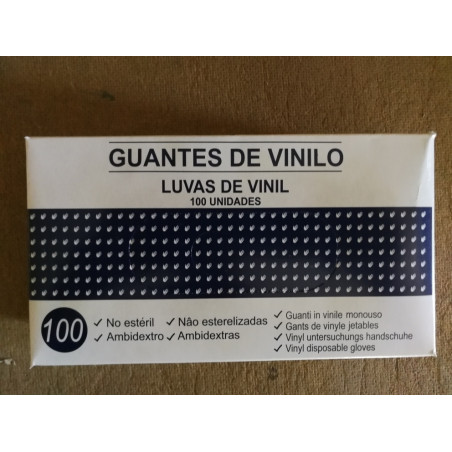 GUANTES DE VINILO
LUVAS DE VINIL
100 UNIDADES
100
✓ No estéril
✓ Ambidextro
✓ Não esterelizadas
✓ Ambidextras
✓ Guanti in vinile monouso
✓ Gants de vinyle jetables
✓ Vinyl untersuchungs handschuhe
✓ Vinyl disposable gloves